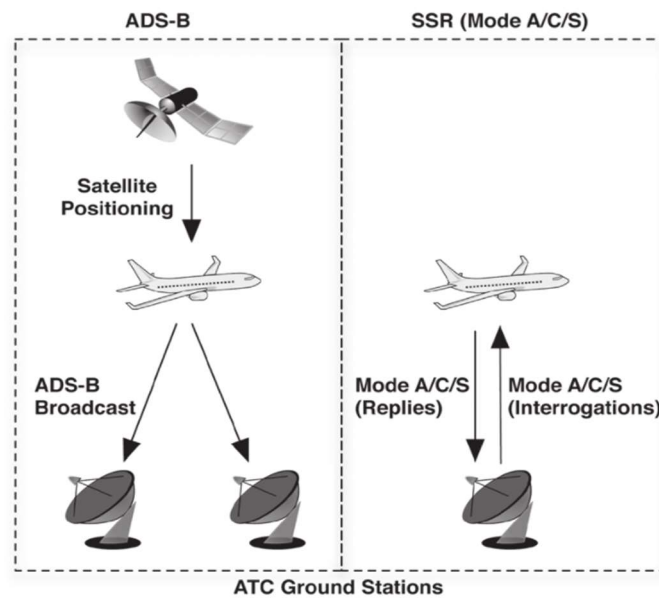 ADS-B
SSR (Mode A/C/S)
Satellite
Positioning
ADS-B
Broadcast
Mode A/C/S
(Replies)
Mode A/C/S
(Interrogations)
ATC Ground Stations